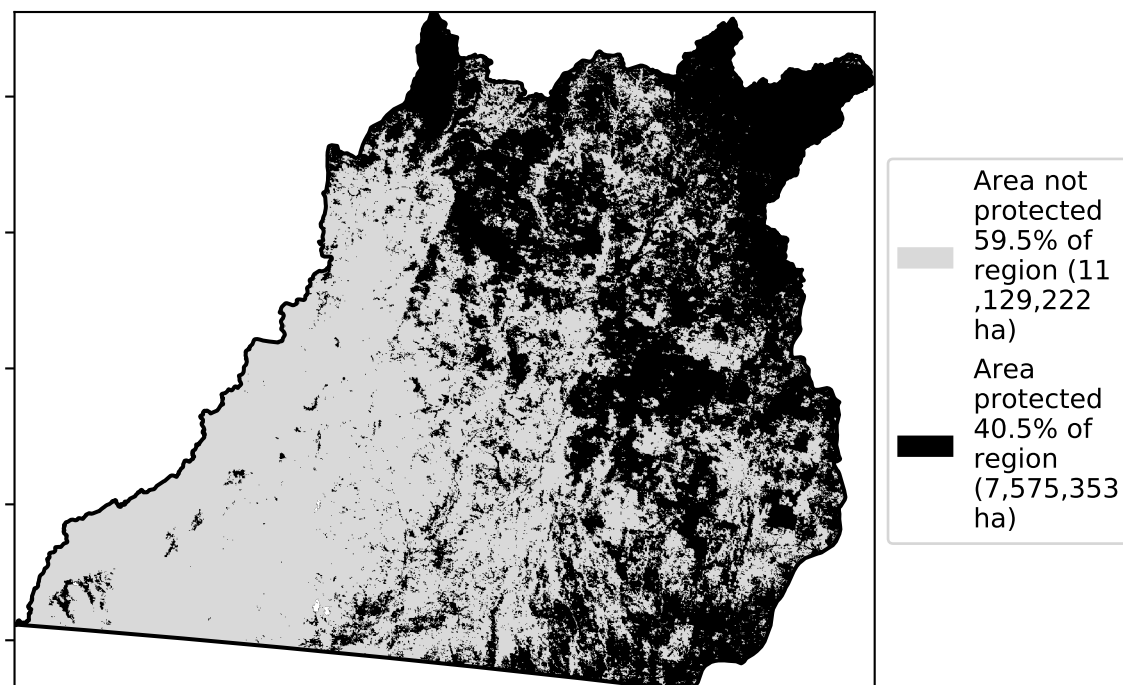 Area not
protected
59.5% of
region (11
,129,222
ha)
Area
protected
40.5% of
region
(7,575,353
ha)